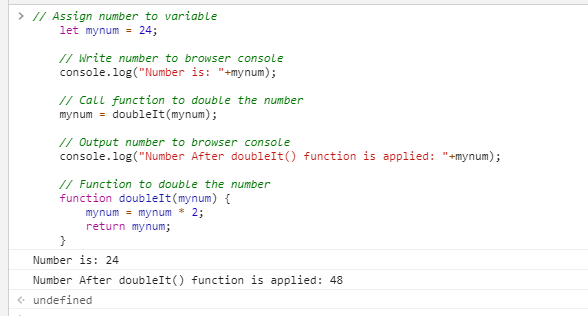 // Assign number to variable
let mynum = 24;
// Write number to browser console
console.log("Number is: "+mynum);
// Call function to double the number
mynum = doubleIt(mynum);
// Output number to browser console
console.log("Number After doubleIt() function is applied: "+mynum);
// Function to double the number
function doubleIt(mynum) {
mynum = mynum * 2;
return mynum;
}
Number is: 24
Number After doubleIt() function is applied: 48
undefined